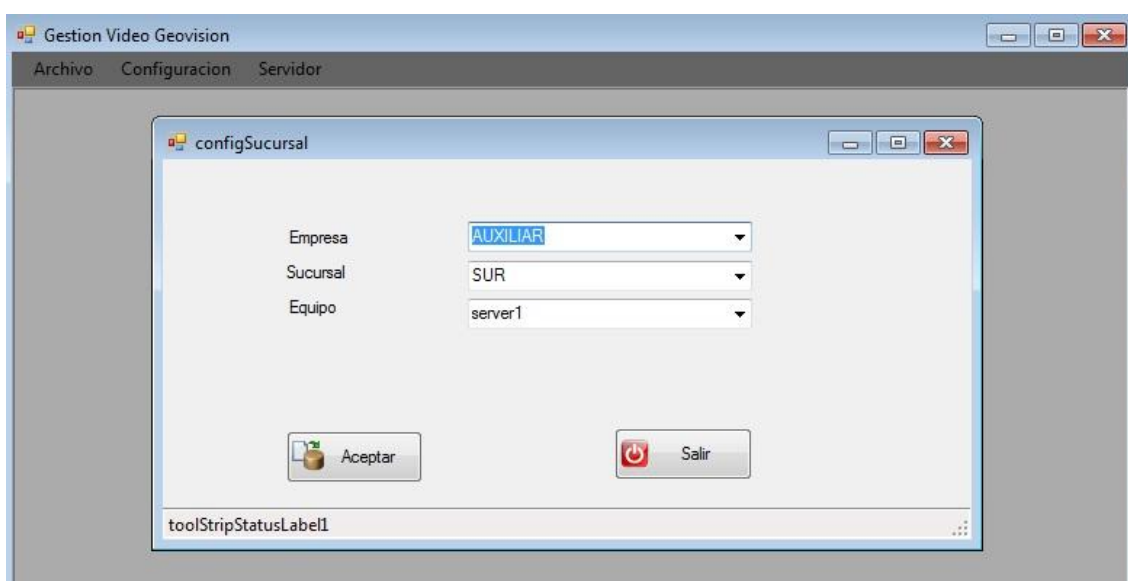 Gestion Video Geovision
Archivo Configuracion Servidor
configSucursal
Empresa AUXILIAR
Sucursal SUR
Equipo server1
Aceptar Salir
toolStripStatusLabel1